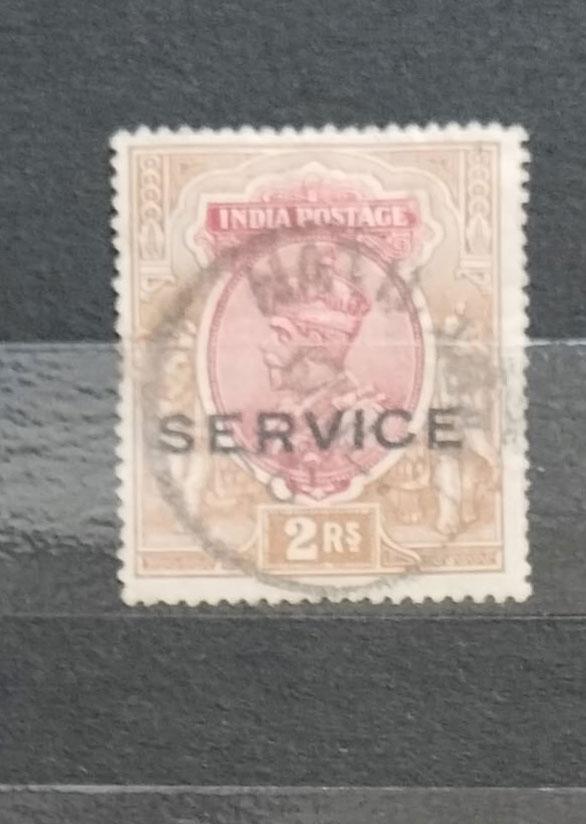 INDIA POSTAGE
SERVICE
2 RS